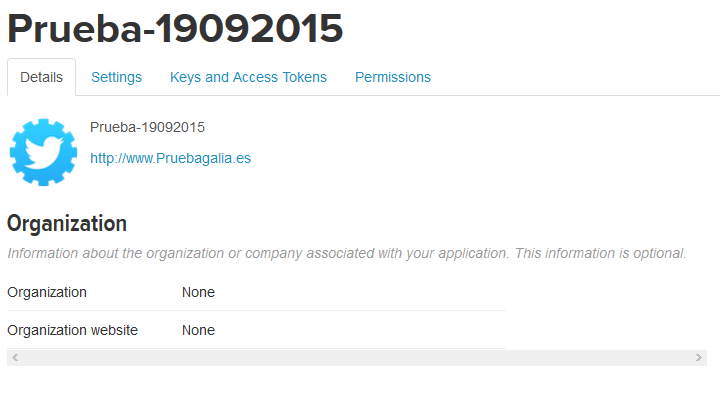 Prueba-19092015
Details Settings Keys and Access Tokens Permissions
Prueba-19092015
http://www.Pruebagalia.es
Organization
Information about the organization or company associated with your application. This information is optional.
Organization None
Organization website None